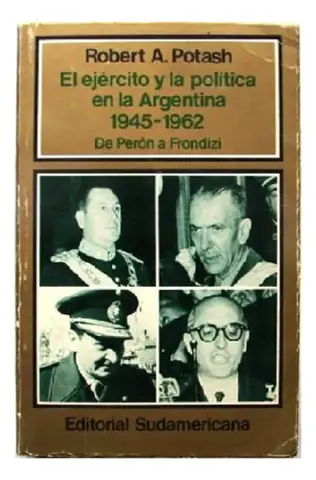 Robert A. Potash
El ejército y la política
en la Argentina
1945-1962
De Perón a Frondizi
Editorial Sudamericana